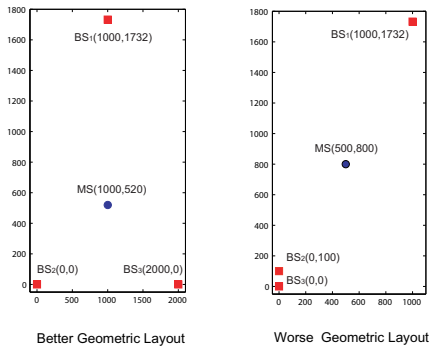 1800
1600
1400
1200
1000
800
600
400
200
0
0 500 1000 1500 2000
BS1(1000,1732)
MS(1000,520)
BS2(0,0) BS3(2000,0)
Better Geometric Layout
1800
1600
1400
1200
1000
800
600
400
200
0
0 200 400 600 800 1000
BS1(1000,1732)
MS(500,800)
BS2(0,100)
BS3(0,0)
Worse Geometric Layout